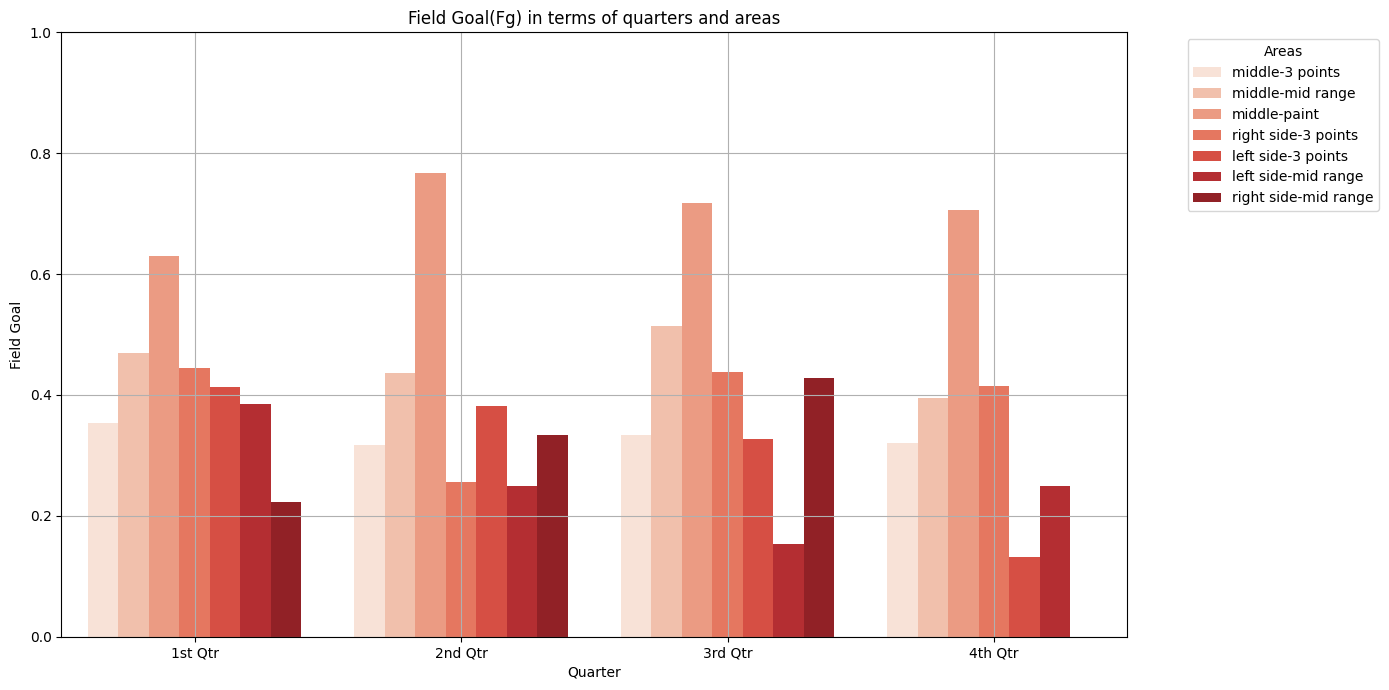 Field Goal(Fg) in terms of quarters and areas
Areas
middle-3 points
middle-mid range
middle-paint
right side-3 points
left side-3 points
left side-mid range
right side-mid range
Field Goal
1.0
0.8
0.6
0.4
0.2
0.0
1st Qtr
2nd Qtr
3rd Qtr
4th Qtr
Quarter